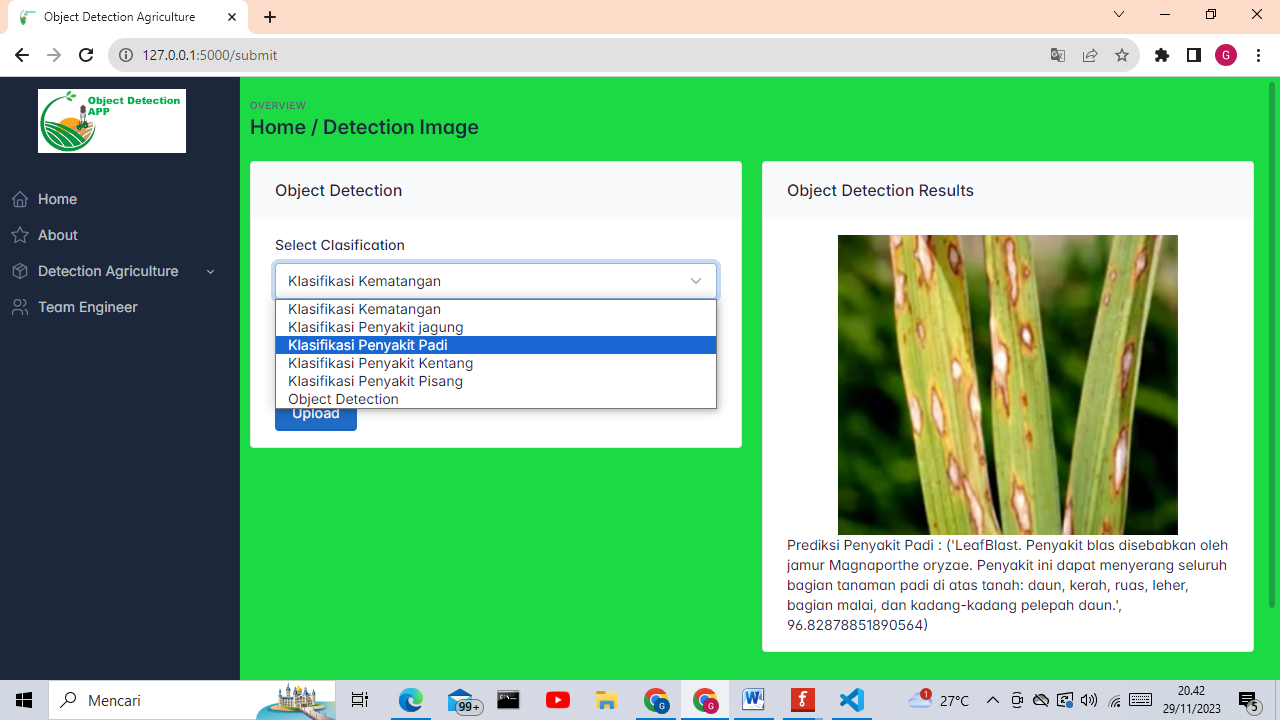 Object Detection Agriculture
127.0.0.1:5000/submit
G
Object Detection
APP
Home
About
Detection Agriculture
Team Engineer
OVERVIEW
Home / Detection Image
Object Detection
Select Clasification
Klasifikasi Kematangan
Klasifikasi Kematangan
Klasifikasi Penyakit jagung
Klasifikasi Penyakit Padi
Klasifikasi Penyakit Kentang
Klasifikasi Penyakit Pisang
Object Detection
Upload
Object Detection Results
Prediksi Penyakit Padi : ('LeafBlast. Penyakit blas disebabkan oleh
jamur Magnaporthe oryzae. Penyakit ini dapat menyerang seluruh
bagian tanaman padi di atas tanah: daun, kerah, ruas, leher,
bagian malai, dan kadang-kadang pelepah daun.',
96.82878851890564)
Mencari
99+
G
G
W
1
27°C
20.42
29/11/2023
5